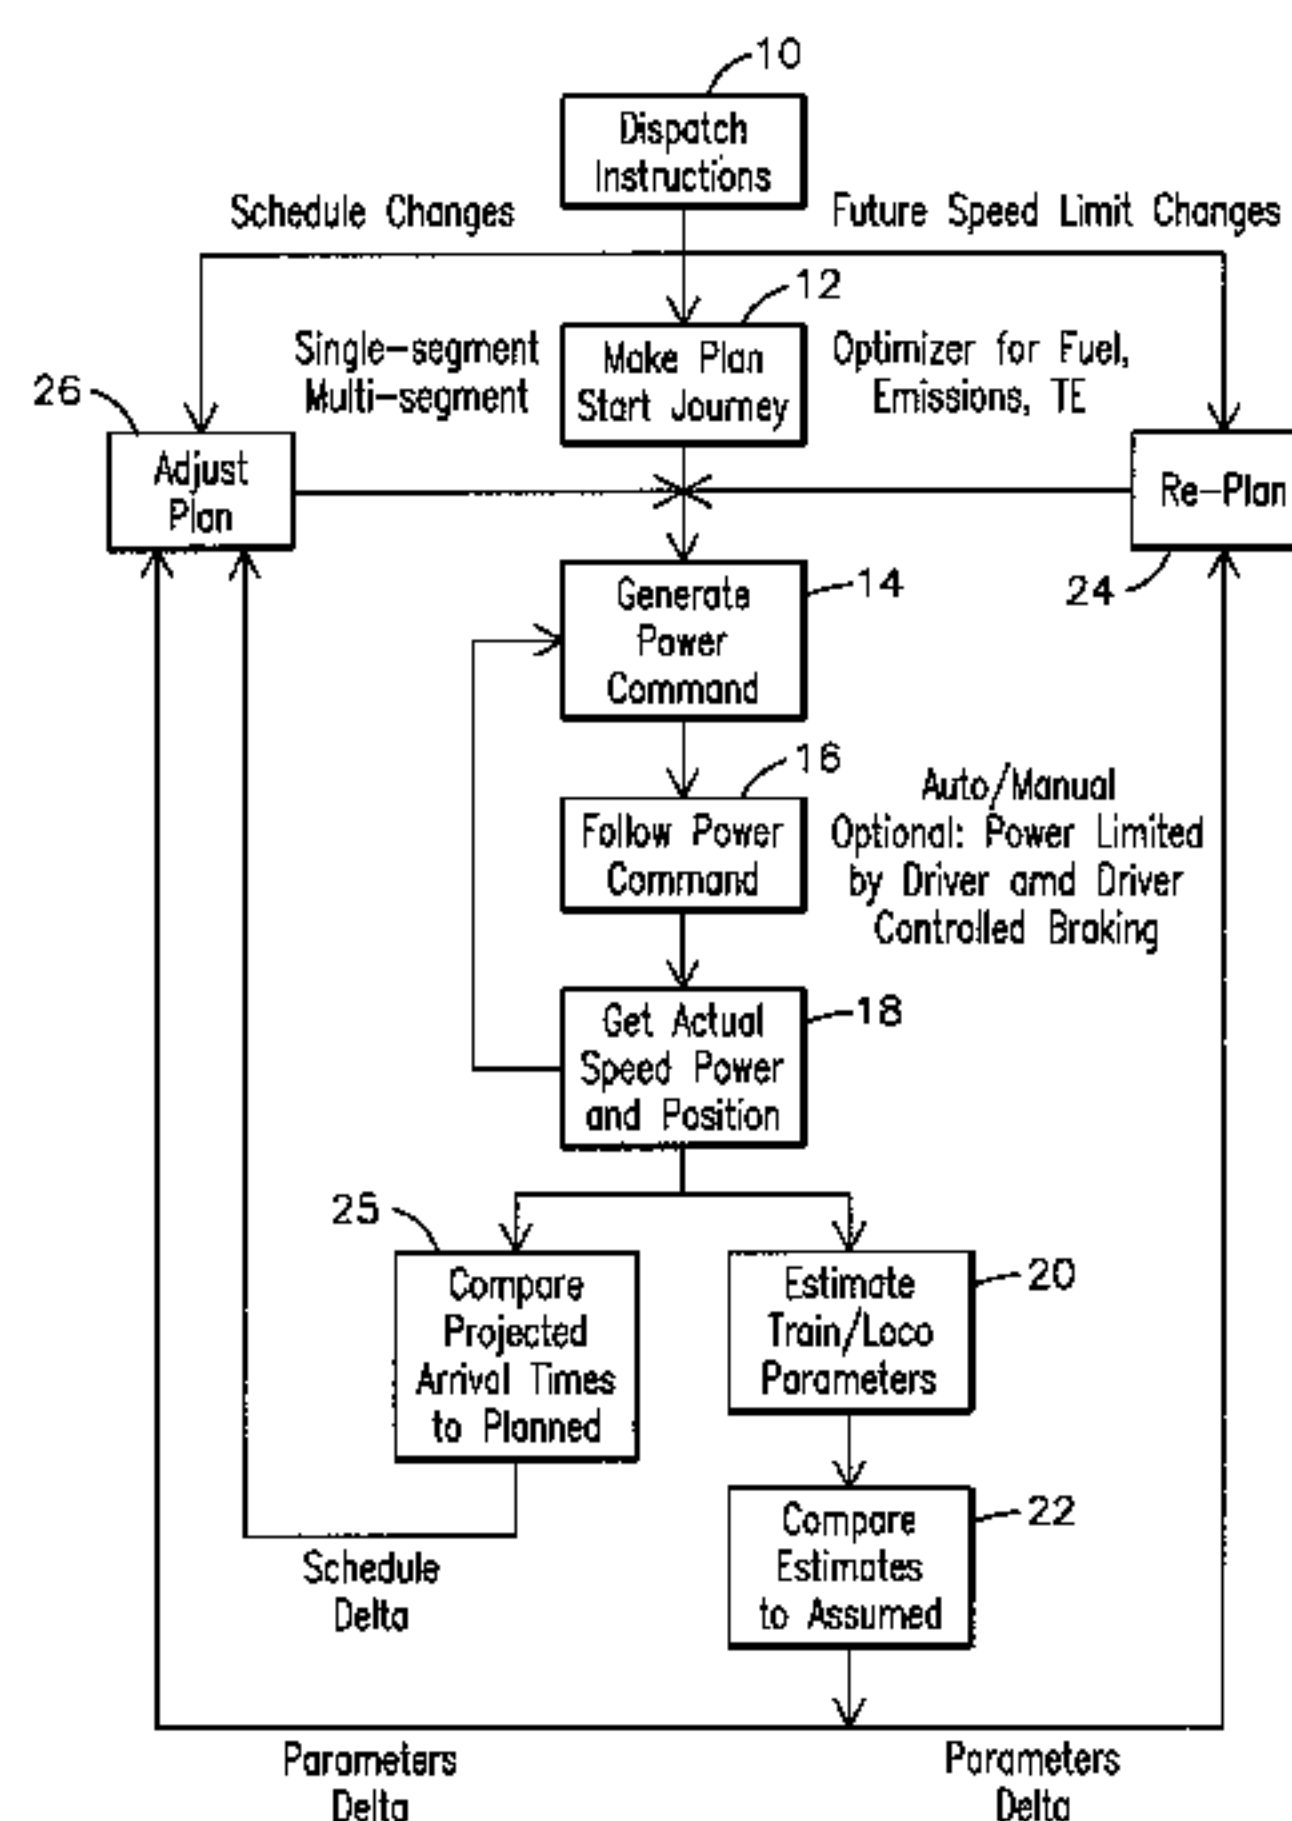 10
Dispatch
Instructions
Schedule Changes
Future Speed Limit Changes
12
Single-segment
Multi-segment
Make Plan
Start Journey
Optimizer for Fuel,
Emissions, TE
26
Adjust
Plan
Re-Plan
24
Generate
Power
Command
14
16
Follow Power
Command
Auto/Manual
Optional: Power Limited
by Driver amd Driver
Controlled Braking
Get Actual
Speed Power
and Position
18
25
Compare
Projected
Arrival Times
to Planned
Estimate
Train/Loco
Parameters
20
Compare
Estimates
to Assumed
22
Schedule
Delta
Parameters
Delta
Parameters
Delta